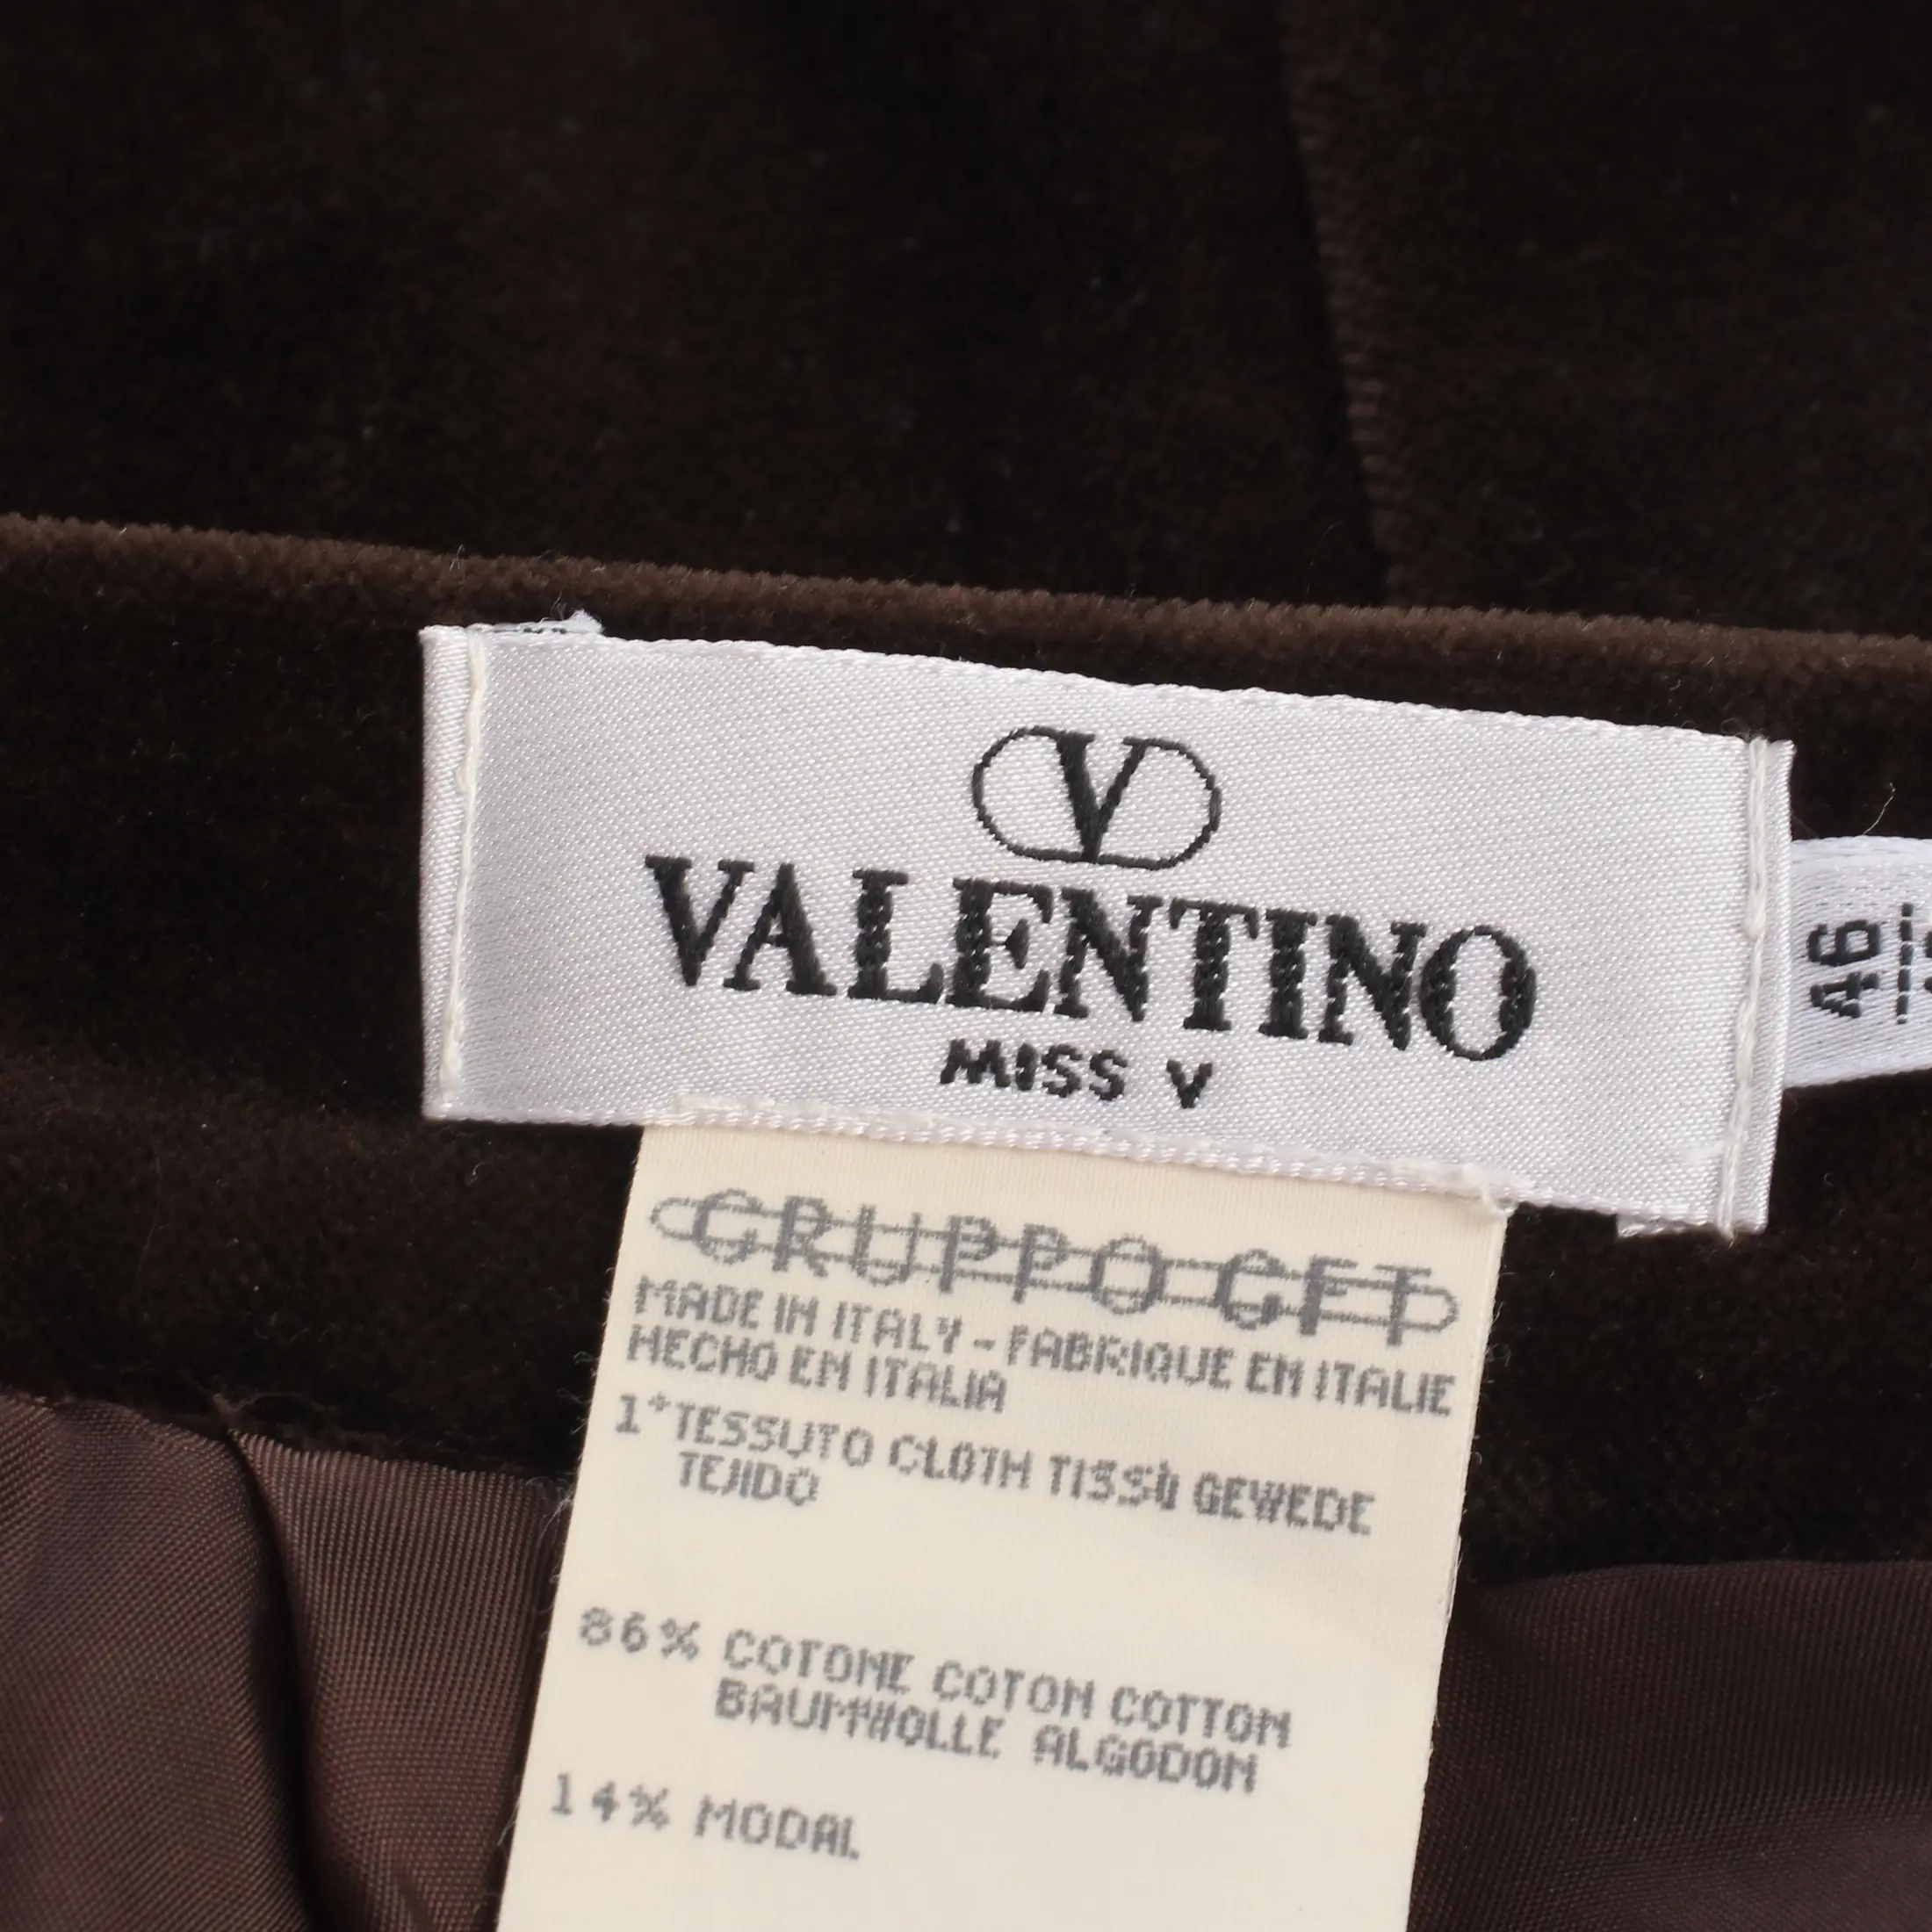 V
VALENTINO
MISS V
46
GRUPPO GFT
MADE IN ITALY - FABRIQUE EN ITALIE
HECHO EN ITALIA
1*TESSUTO CLOTH TISSÙ GEWEDE
TEJIDO
86% COTONE COTON COTTON
BAUMWOLLE ALGODON
14% MODAL